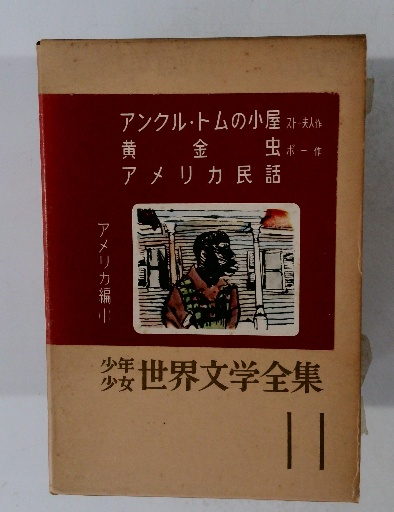 アンクル・トムの小屋 ストー夫人作
黄金虫 ポー作
アメリカ民話
アメリカ編 1
少年少女 世界文学全集
11